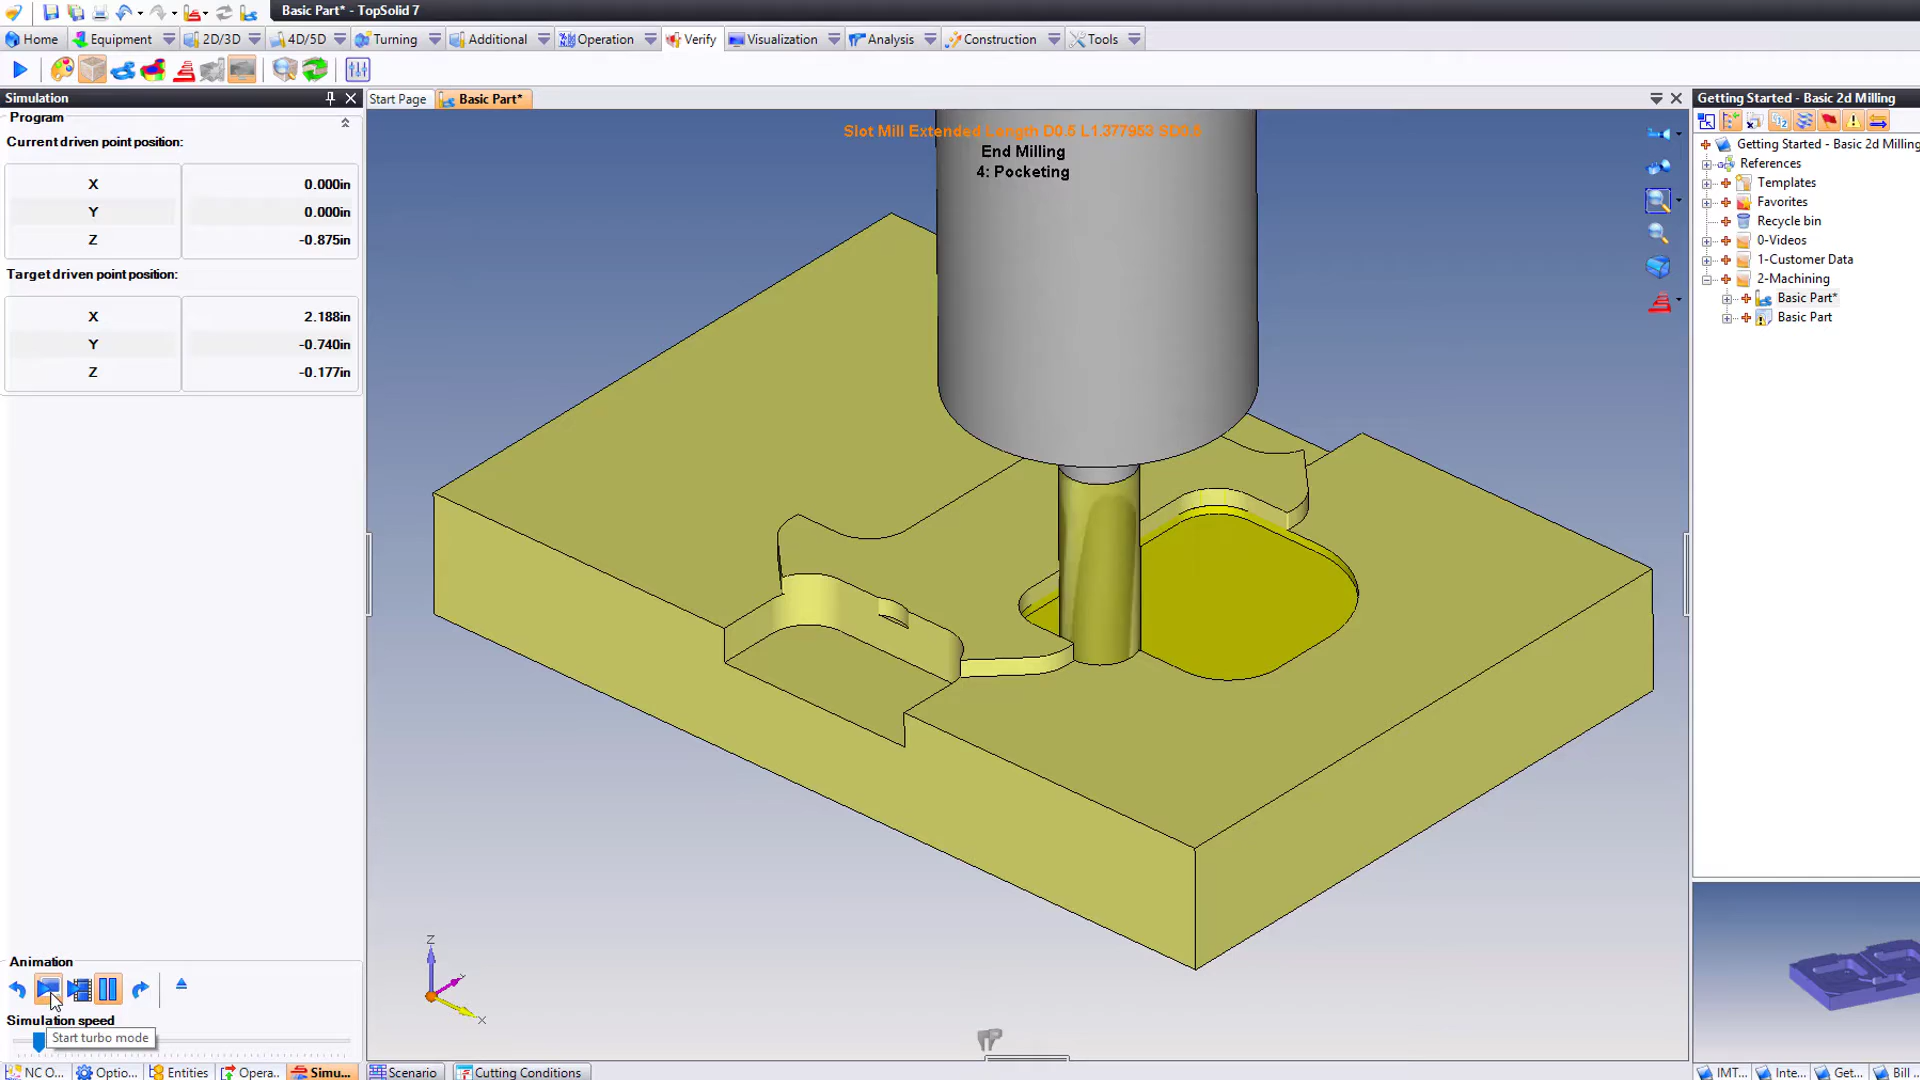 Basic Part* - TopSolid 7
Home Equipment 2D/3D 4D/5D Turning Additional Operation Verify Visualization Analysis Construction Tools
Simulation
Program
Current driven point position:
X 0.000in
Y 0.000in
Z -0.875in
Target driven point position:
X 2.188in
Y -0.740in
Z -0.177in
Animation
Simulation speed
Start turbo mode
NC O... Optio... Entities Opera.. Simu...
Start Page Basic Part*
Slot Mill Extended Length D0.5 L1.377953 SD0.5
End Milling
4: Pocketing
Z
X
Scenario Cutting Conditions
Getting Started - Basic 2d Milling
Getting Started - Basic 2d Milling
References
Templates
Favorites
Recycle bin
0-Videos
1-Customer Data
2-Machining
Basic Part*
Basic Part
IMT... Inte... Get... Bill